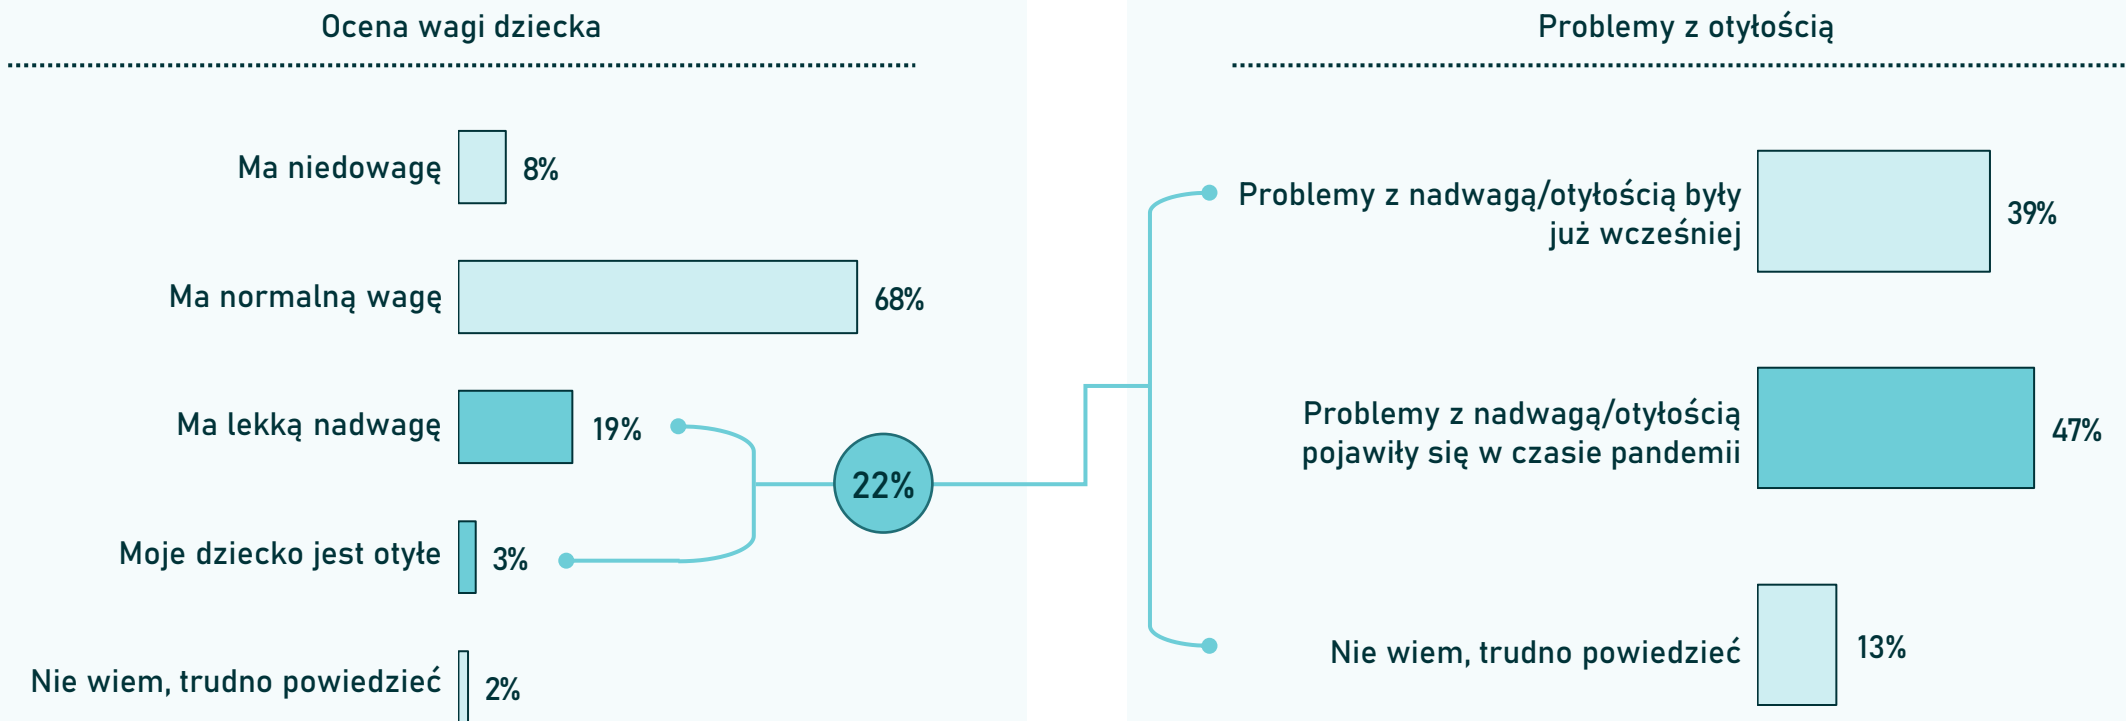 Ocena wagi dziecka
Ma niedowagę
8%
Ma normalną wagę
68%
Ma lekką nadwagę
19%
Moje dziecko jest otyłe
3%
Nie wiem, trudno powiedzieć
2%
22%
Problemy z otyłością
Problemy z nadwagą/otyłością były
już wcześniej
39%
Problemy z nadwagą/otyłością
pojawiły się w czasie pandemii
47%
Nie wiem, trudno powiedzieć
13%